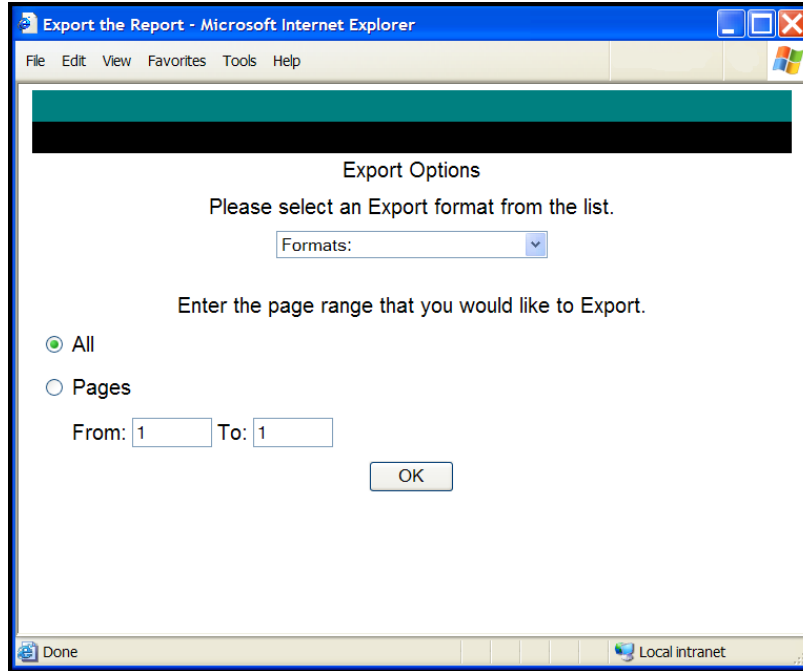 Export the Report - Microsoft Internet Explorer
File Edit View Favorites Tools Help
Export Options
Please select an Export format from the list.
Formats:
Enter the page range that you would like to Export.
All
Pages
From: 1 To: 1
OK
Done Local intranet